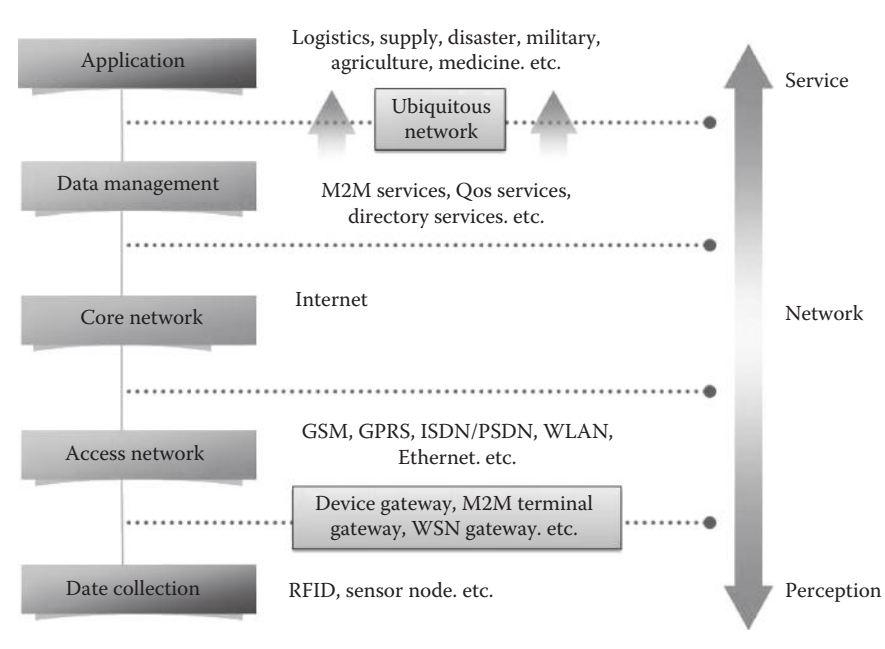 Application
Logistics, supply, disaster, military,
agriculture, medicine. etc.
Service
Ubiquitous
network
Data management
M2M services, Qos services,
directory services. etc.
Core network
Internet
Network
Access network
GSM, GPRS, ISDN/PSDN, WLAN,
Ethernet. etc.
Device gateway, M2M terminal
gateway, WSN gateway. etc.
Date collection
RFID, sensor node. etc.
Perception